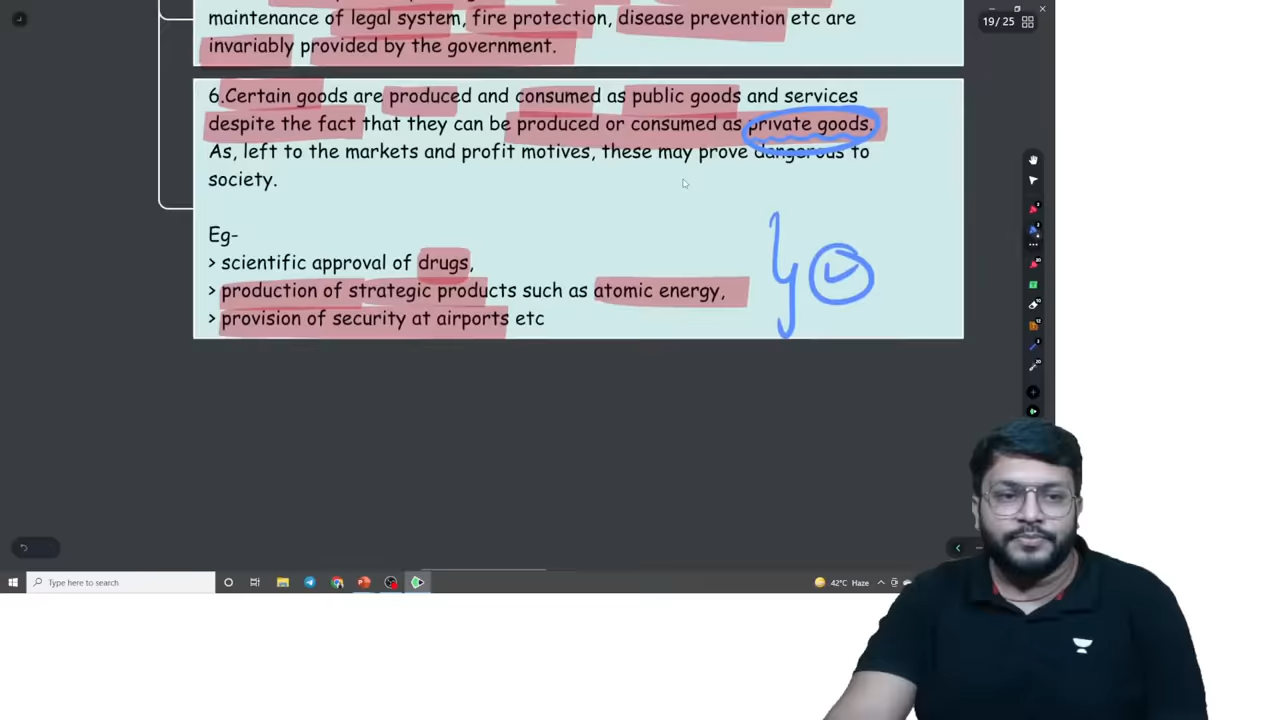 19/ 25
maintenance of legal system, fire protection, disease prevention etc are
invariably provided by the government.
6.Certain goods are produced and consumed as public goods and services
despite the fact that they can be produced or consumed as private goods.
As, left to the markets and profit motives, these may prove dangerous to
society.
Eg-
> scientific approval of drugs,
> production of strategic products such as atomic energy,
> provision of security at airports etc
Type here to search
42°C Haze